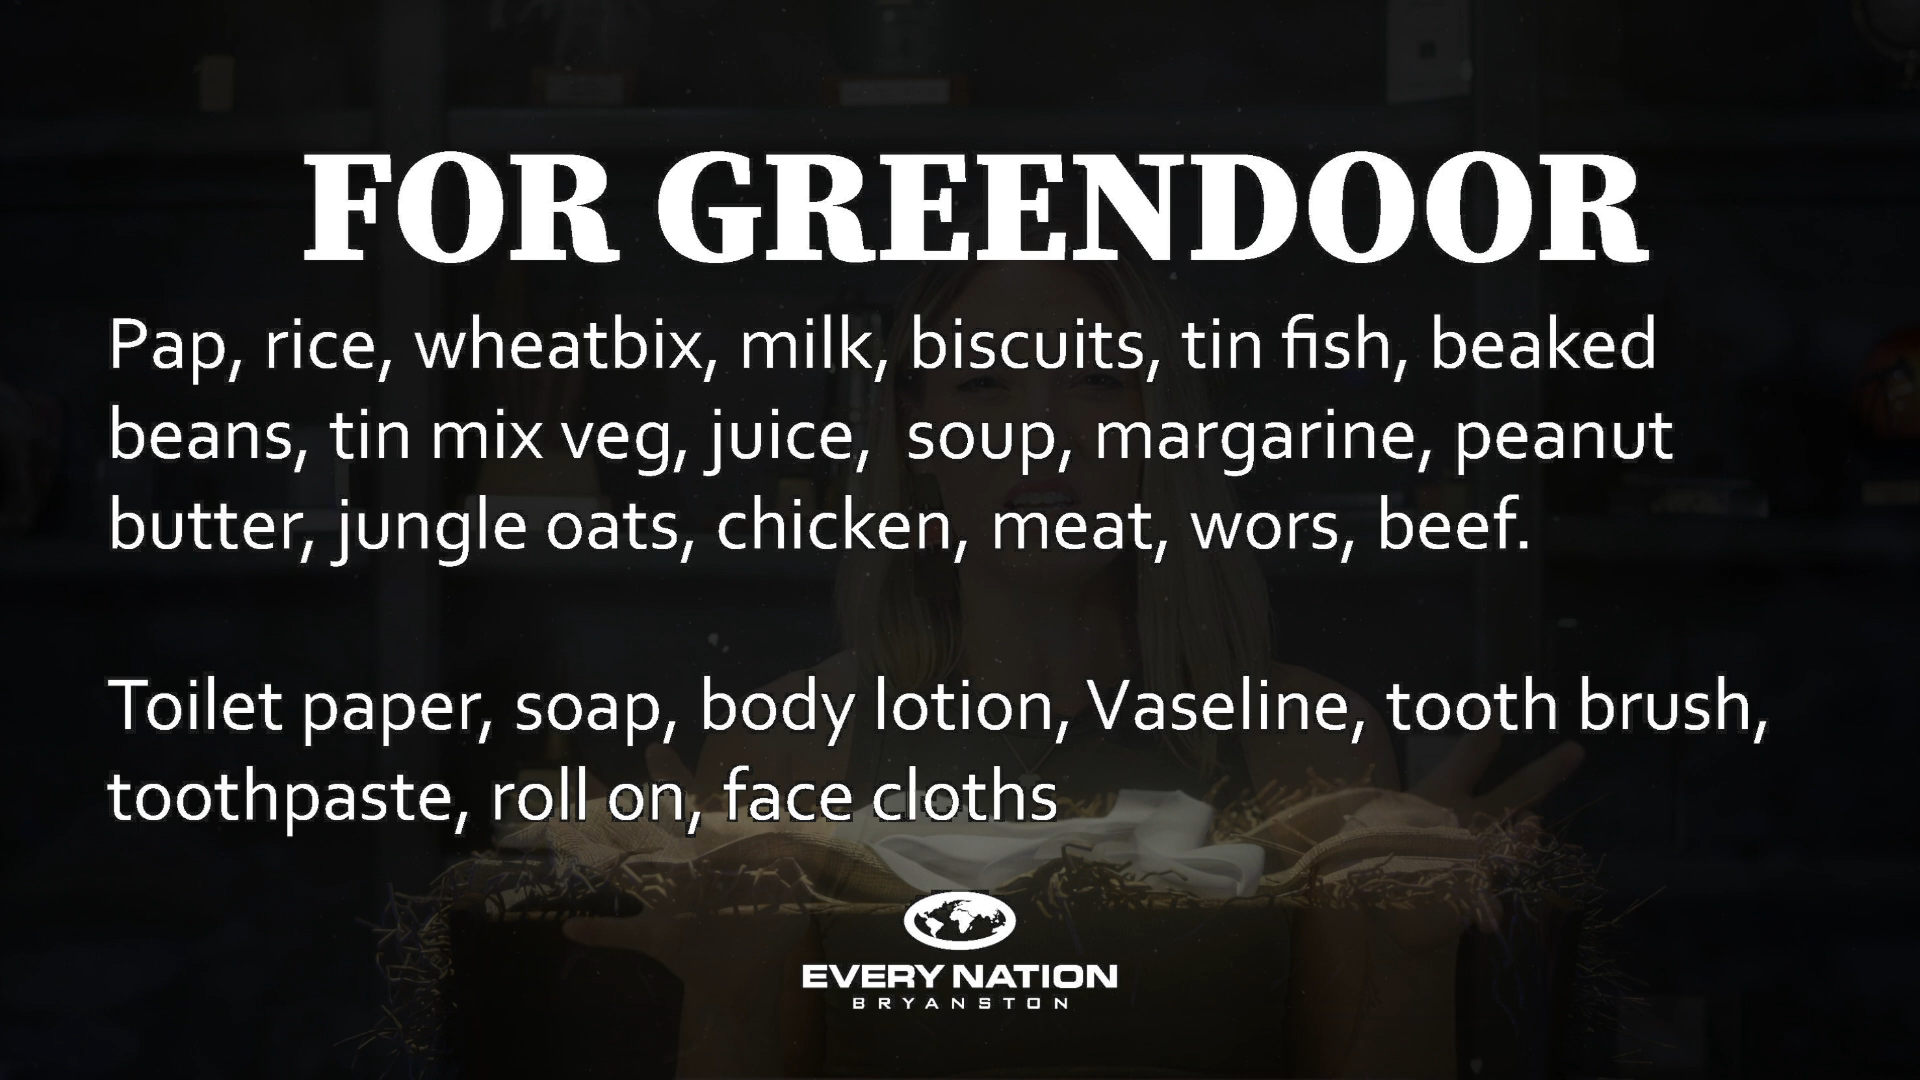 FOR GREENDOOR
Pap, rice, wheatbix, milk, biscuits, tin fish, beaked
beans, tin mix veg, juice,  soup, margarine, peanut
butter, jungle oats, chicken, meat, wors, beef.
Toilet paper, soap, body lotion, Vaseline, tooth brush,
toothpaste, roll on, face cloths
EVERY NATION
BRYANSTON